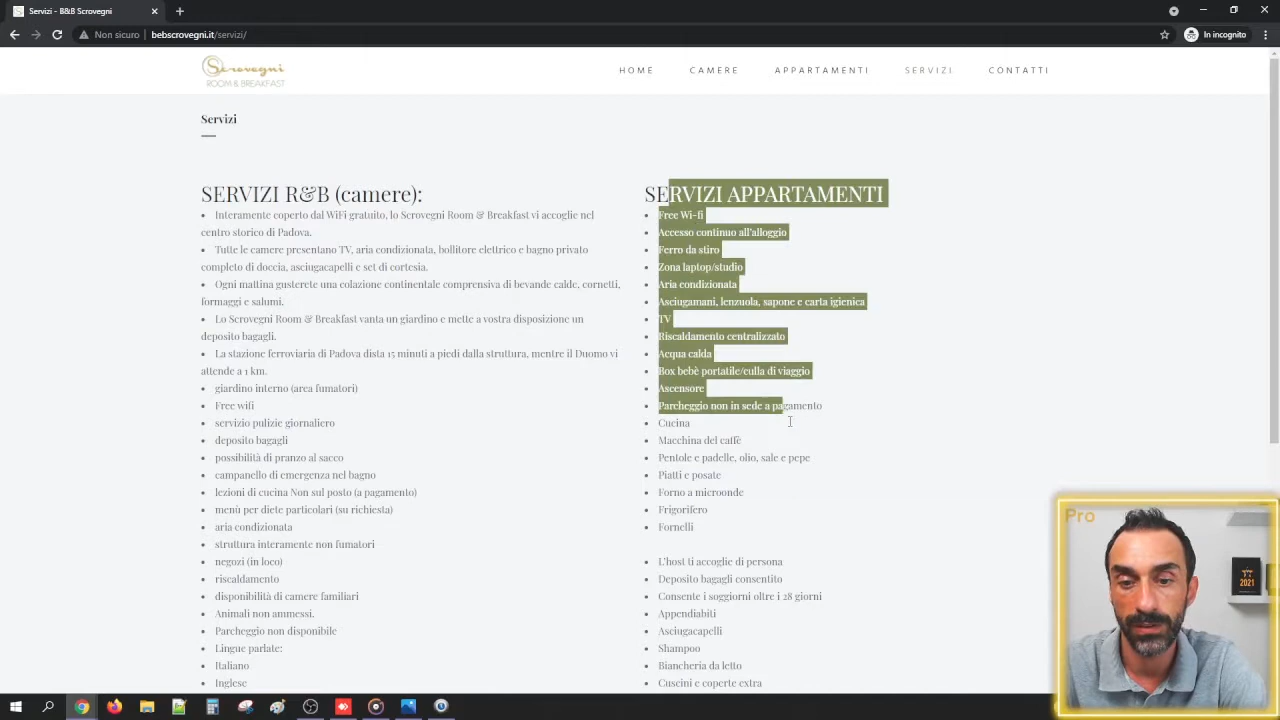 Servizi - B&B Scrovegni
Non sicuro
bebscrovegni.it/servizi/
In incognito
Scrovegni
ROOM & BREAKFAST
HOME
CAMERE
APPARTAMENTI
SERVIZI
CONTATTI
Servizi
SERVIZI R&B (camere):
Interamente coperto dal WiFi gratuito, lo Scrovegni Room & Breakfast vi accoglie nel
centro storico di Padova.
Tutte le camere presentano TV, aria condizionata, bollitore elettrico e bagno privato
completo di doccia, asciugacapelli e set di cortesia.
Ogni mattina gusterete una colazione continentale comprensiva di bevande calde, cornetti,
formaggi e salumi.
Lo Scrovegni Room & Breakfast vanta un giardino e mette a vostra disposizione un
deposito bagagli.
La stazione ferroviaria di Padova dista 15 minuti a piedi dalla struttura, mentre il Duomo vi
attende a 1 km.
giardino interno (area fumatori)
Free wifi
servizio pulizie giornaliero
deposito bagagli
possibilità di pranzo al sacco
campanello di emergenza nel bagno
lezioni di cucina Non sul posto (a pagamento)
menù per diete particolari (su richiesta)
aria condizionata
struttura interamente non fumatori
negozi (in loco)
riscaldamento
disponibilità di camere familiari
Animali non ammessi.
Parcheggio non disponibile
Lingue parlate:
Italiano
Inglese
SERVIZI APPARTAMENTI
Free Wi-fi
Accesso continuo all'alloggio
Ferro da stiro
Zona laptop/studio
Aria condizionata
Asciugamani, lenzuola, sapone e carta igienica
TV
Riscaldamento centralizzato
Acqua calda
Box bebè portatile/culla di viaggio
Ascensore
Parcheggio non in sede a pagamento
Cucina
Macchina del caffè
Pentole e padelle, olio, sale e pepe
Piatti e posate
Forno a microonde
Frigorifero
Fornelli
L'host ti accoglie di persona
Deposito bagagli consentito
Consente i soggiorni oltre i 28 giorni
Appendiabiti
Asciugacapelli
Shampoo
Biancheria da letto
Cuscini e coperte extra
Pro
2021